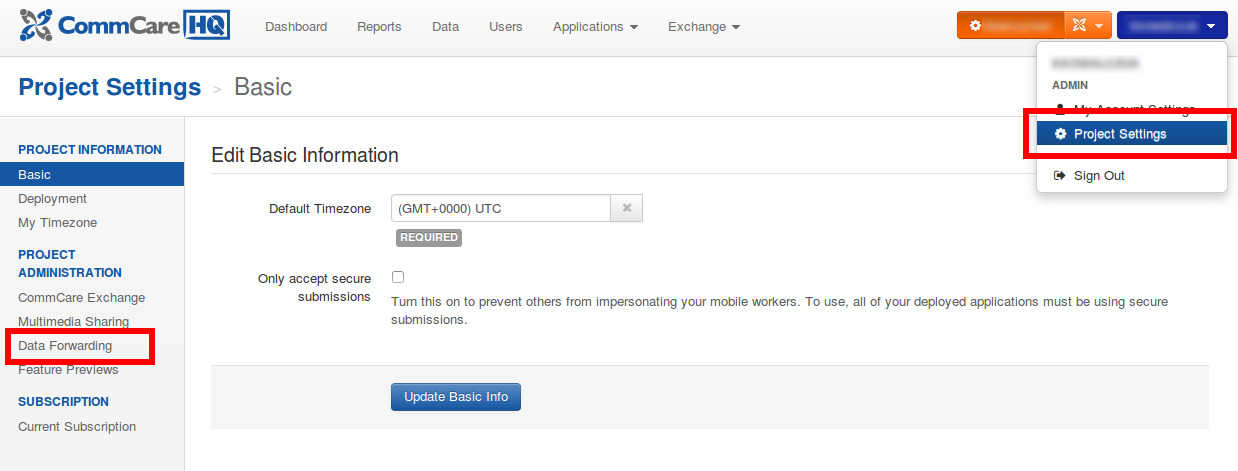 CommCare HQ
Dashboard Reports Data Users Applications Exchange
Project Settings > Basic
ADMIN
My Account Settings
Project Settings
Sign Out
PROJECT INFORMATION
Basic
Deployment
My Timezone
PROJECT
ADMINISTRATION
CommCare Exchange
Multimedia Sharing
Data Forwarding
Feature Previews
SUBSCRIPTION
Current Subscription
Edit Basic Information
Default Timezone (GMT+0000) UTC
REQUIRED
Only accept secure
submissions
Turn this on to prevent others from impersonating your mobile workers. To use, all of your deployed applications must be using secure
submissions.
Update Basic Info